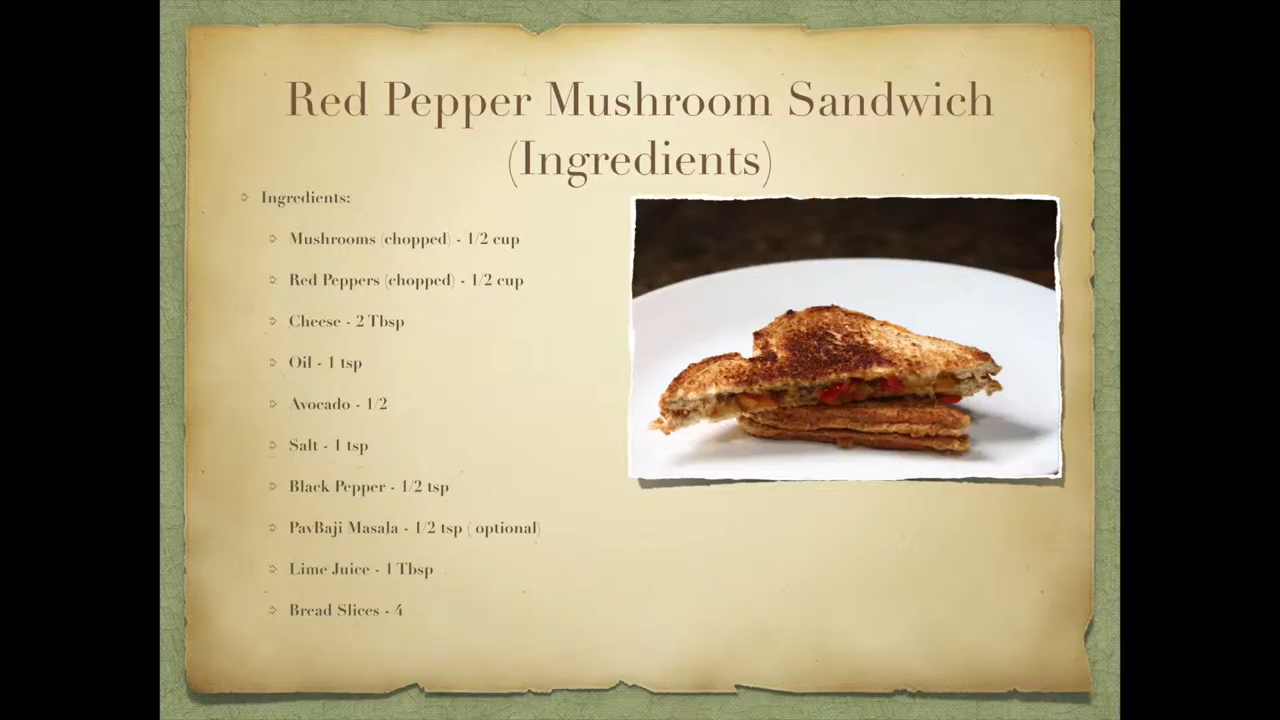 Red Pepper Mushroom Sandwich
(Ingredients)
Ingredients:
Mushrooms (chopped) - 1/2 cup
Red Peppers (chopped) - 1/2 cup
Cheese - 2 Tbsp
Oil - 1 tsp
Avocado - 1/2
Salt - 1 tsp
Black Pepper - 1/2 tsp
PavBaji Masala - 1/2 tsp ( optional)
Lime Juice - 1 Tbsp
Bread Slices - 4